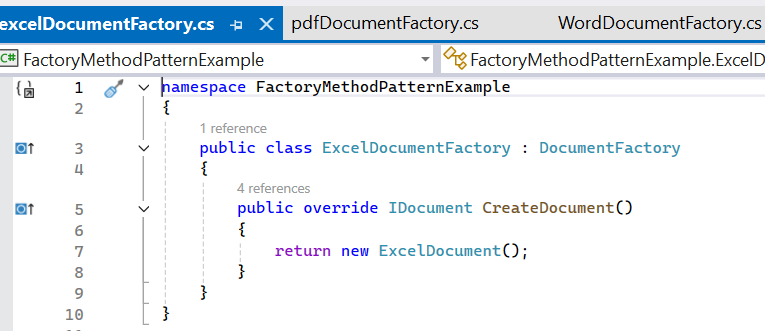 excelDocumentFactory.cs pdfDocumentFactory.cs WordDocumentFactory.cs
C# FactoryMethodPatternExample FactoryMethodPatternExample.ExcelD
1 namespace FactoryMethodPatternExample
2 {
1 reference
3 public class ExcelDocumentFactory : DocumentFactory
4 {
4 references
5 public override IDocument CreateDocument()
6 {
7 return new ExcelDocument();
8 }
9 }
10 }